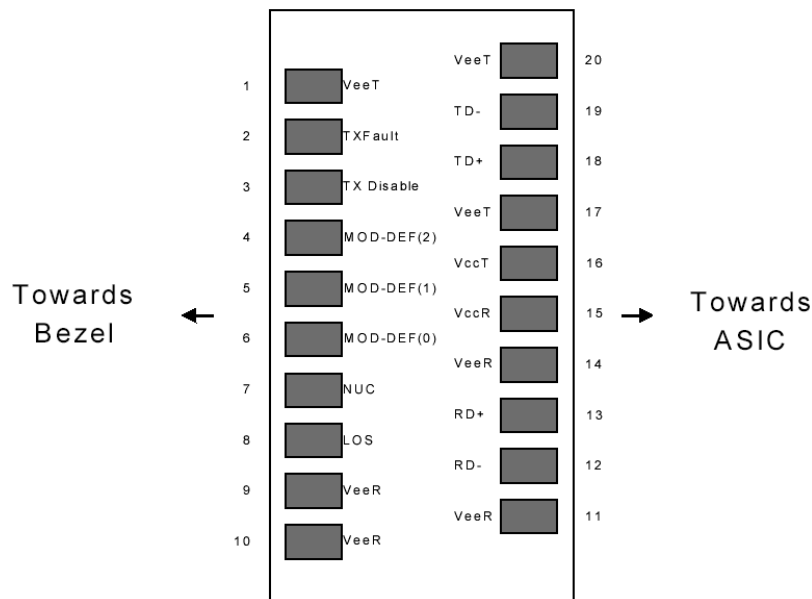 VeeT 20
1 VeeT
TD- 19
2 TXFault
TD+ 18
3 TX Disable
VeeT 17
4 MOD-DEF(2)
VccT 16
5 MOD-DEF(1)
Towards
Bezel
VccR 15
Towards
ASIC
6 MOD-DEF(0)
VeeR 14
7 NUC
RD+ 13
8 LOS
RD- 12
9 VeeR
VeeR 11
10 VeeR